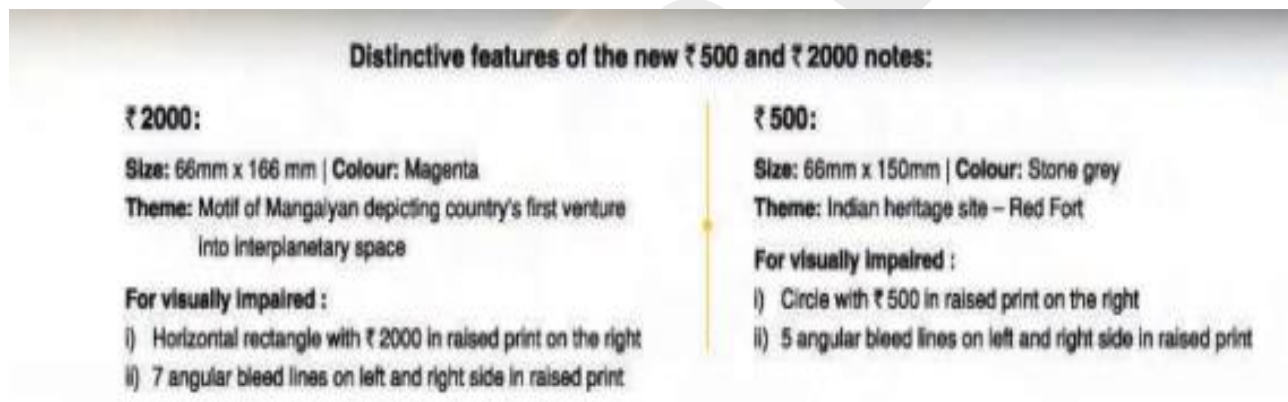 Distinctive features of the new ₹ 500 and ₹ 2000 notes:
₹ 2000:
Size: 66mm x 166 mm | Colour: Magenta
Theme: Motif of Mangalyan depicting country's first venture
into interplanetary space
For visually impaired :
i) Horizontal rectangle with ₹ 2000 in raised print on the right
ii) 7 angular bleed lines on left and right side in raised print
₹ 500:
Size: 66mm x 150mm | Colour: Stone grey
Theme: Indian heritage site – Red Fort
For visually impaired :
i) Circle with ₹ 500 in raised print on the right
ii) 5 angular bleed lines on left and right side in raised print